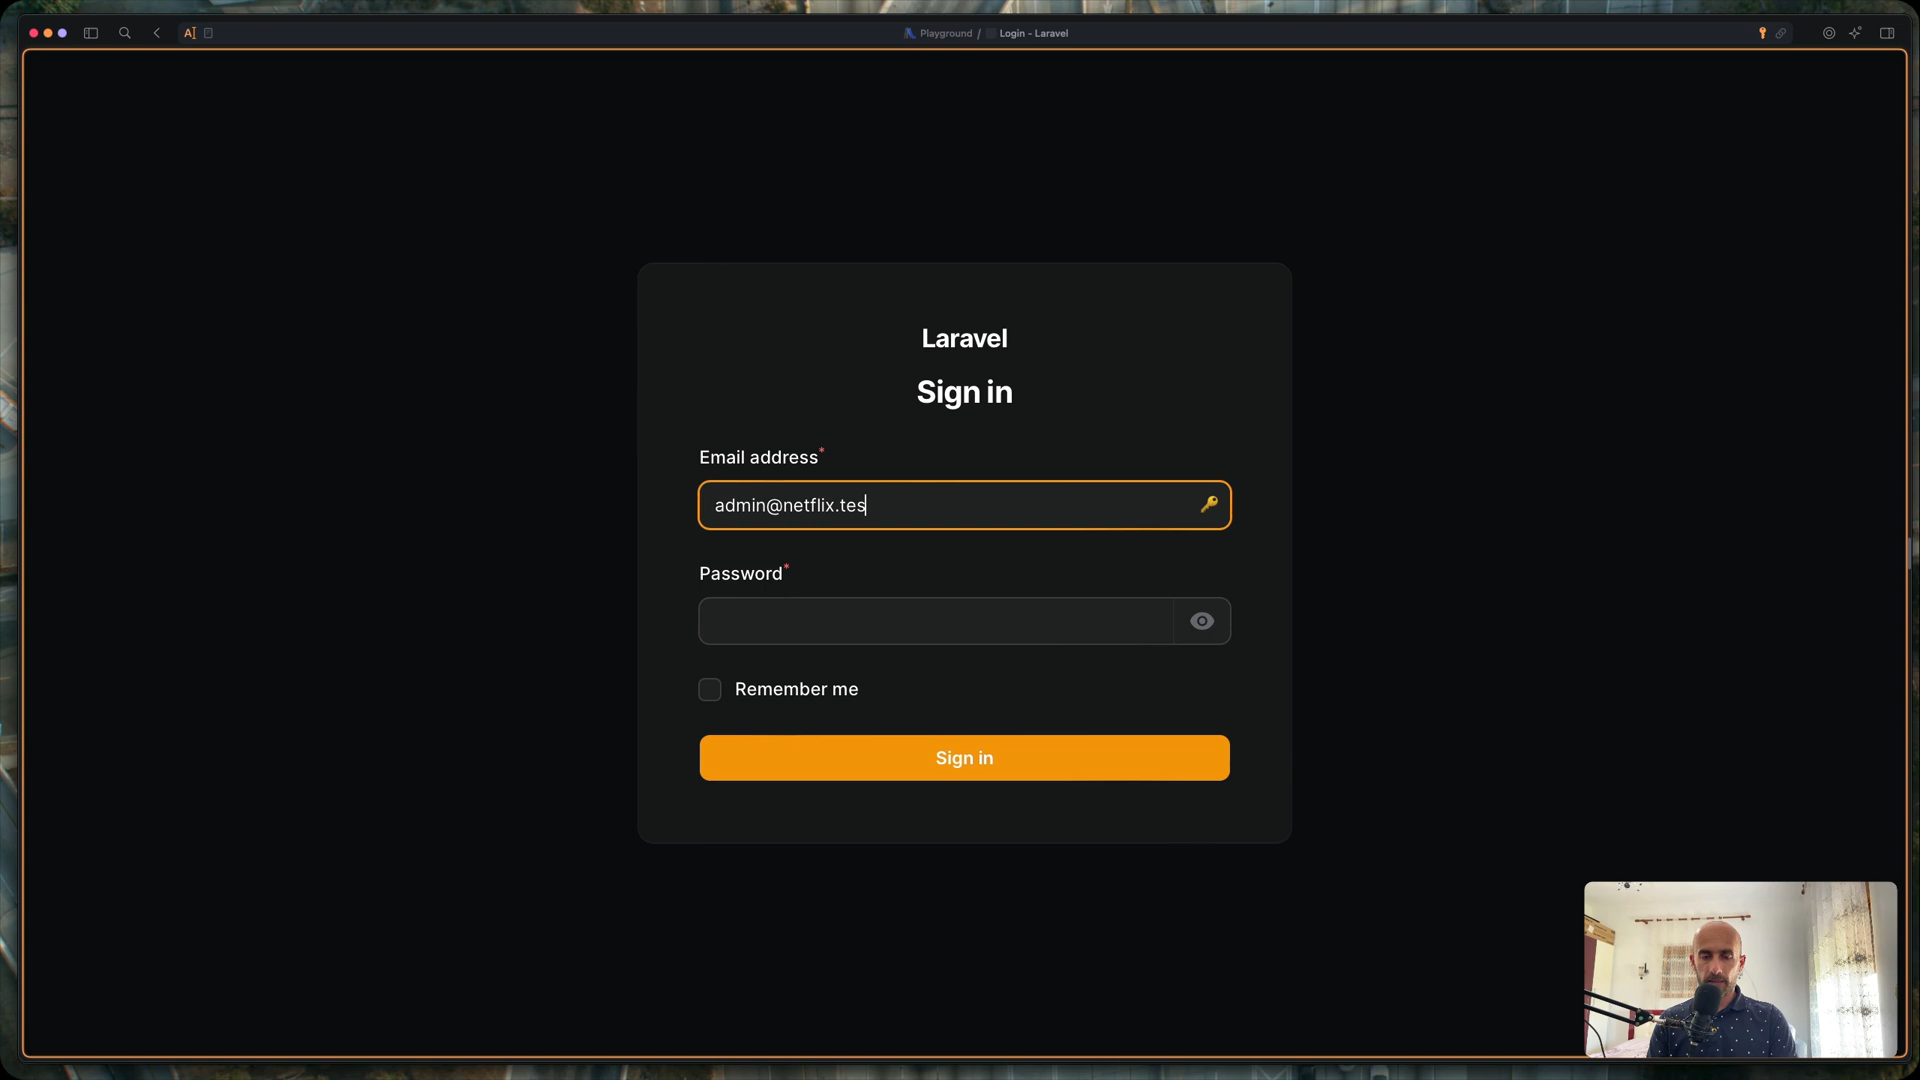 Playground / Login - Laravel
Laravel
Sign in
Email address*
admin@netflix.tes
Password*
Remember me
Sign in